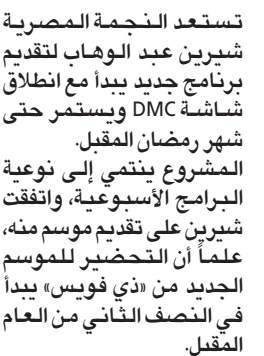 تستعد النجمة المصرية
شيرين عبد الوهاب لتقديم
برنامج جديد يبدأ مع انطلاق
شاشة DMC ويستمر حتى
شهر رمضان المقبل.
المشروع ينتمي إلى نوعية
البرامج الأسبوعية، واتفقت
شيرين على تقديم موسم منه،
علماً أن التحضير للموسم
الجديد من «ذي فويس» يبدأ
في النصف الثاني من العام
المقبل.